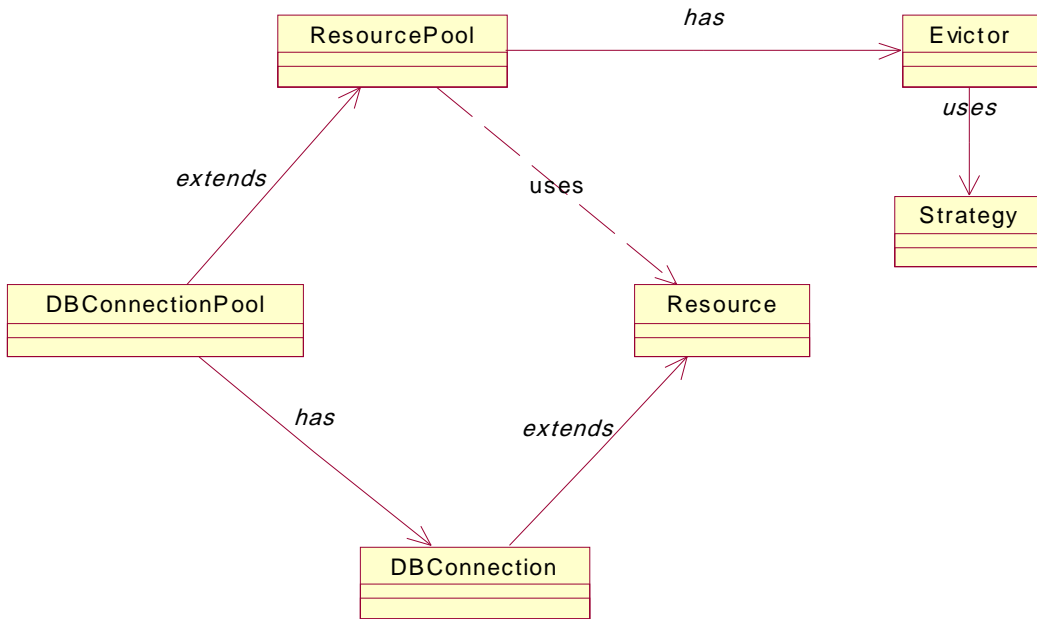 has
ResourcePool
Evictor
uses
extends
uses
Strategy
DBConnectionPool
Resource
has
extends
DBConnection